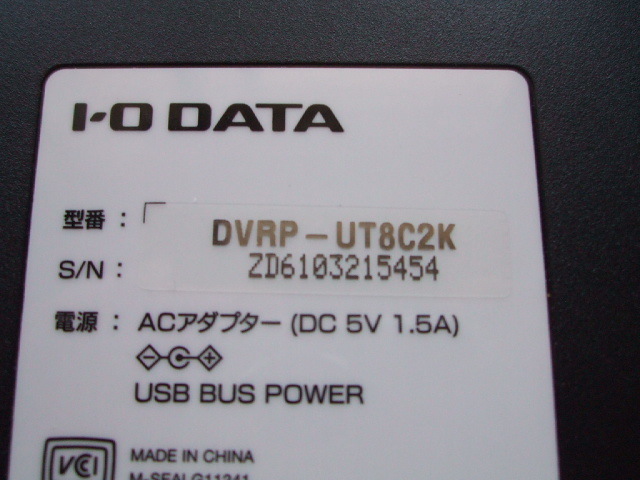 I-O DATA
型番 : DVRP-UT8C2K
S/N : ZD6103215454
電源 : ACアダプター (DC 5V 1.5A)
USB BUS POWER
VCCI
MADE IN CHINA